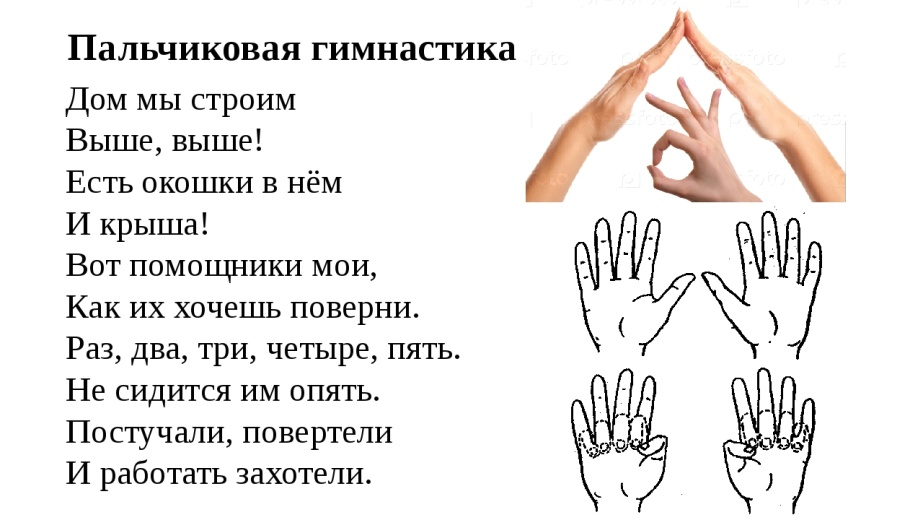 Пальчиковая гимнастика
Дом мы строим
Выше, выше!
Есть окошки в нём
И крыша!
Вот помощники мои,
Как их хочешь поверни.
Раз, два, три, четыре, пять.
Не сидится им опять.
Постучали, повертели
И работать захотели.